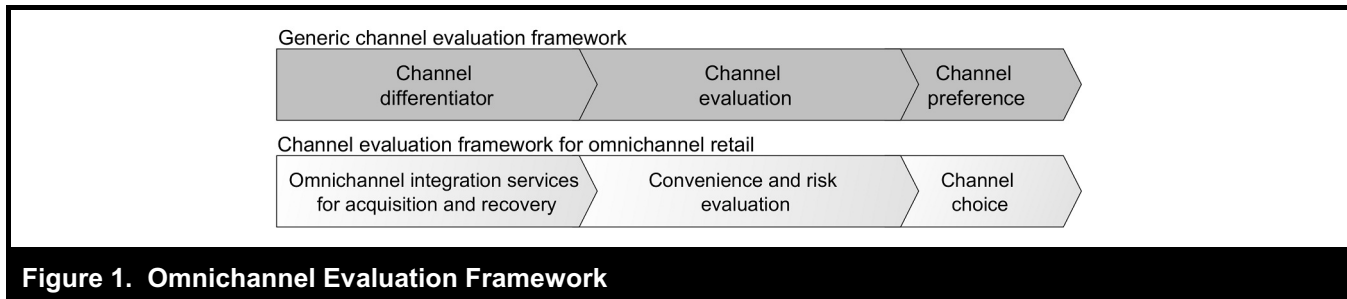 Generic channel evaluation framework
Channel
differentiator
Channel
evaluation
Channel
preference
Channel evaluation framework for omnichannel retail
Omnichannel integration services
for acquisition and recovery
Convenience and risk
evaluation
Channel
choice
Figure 1. Omnichannel Evaluation Framework